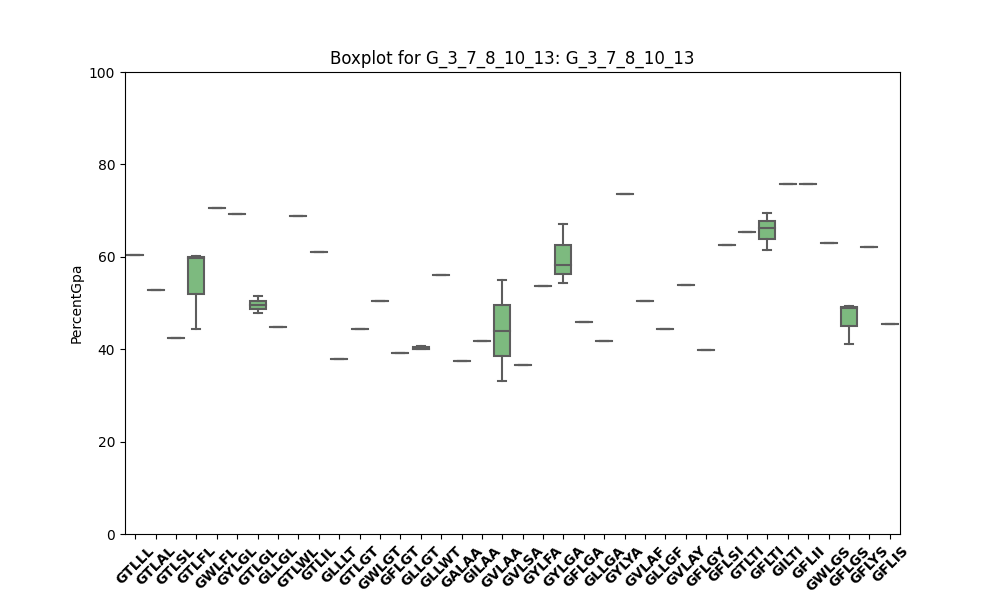 Boxplot for G_3_7_8_10_13: G_3_7_8_10_13
PercentGpa
100
80
60
40
20
0
GTLLL
GTLAL
GTLSL
GTLFL
GWLFL
GYLGL
GTLGL
GLLGL
GTLWL
GTLIL
GLLLT
GTLGT
GWLGT
GFLGT
GLLGT
GLLWT
GALAA
GILAA
GVLAA
GVLSA
GYLFA
GYLGA
GFLGA
GLLGA
GYLYA
GVLAF
GLLGF
GVLAY
GFLGY
GFLSI
GTLTI
GFLTI
GILTI
GFLII
GWLGS
GFLGS
GFLYS
GFLIS